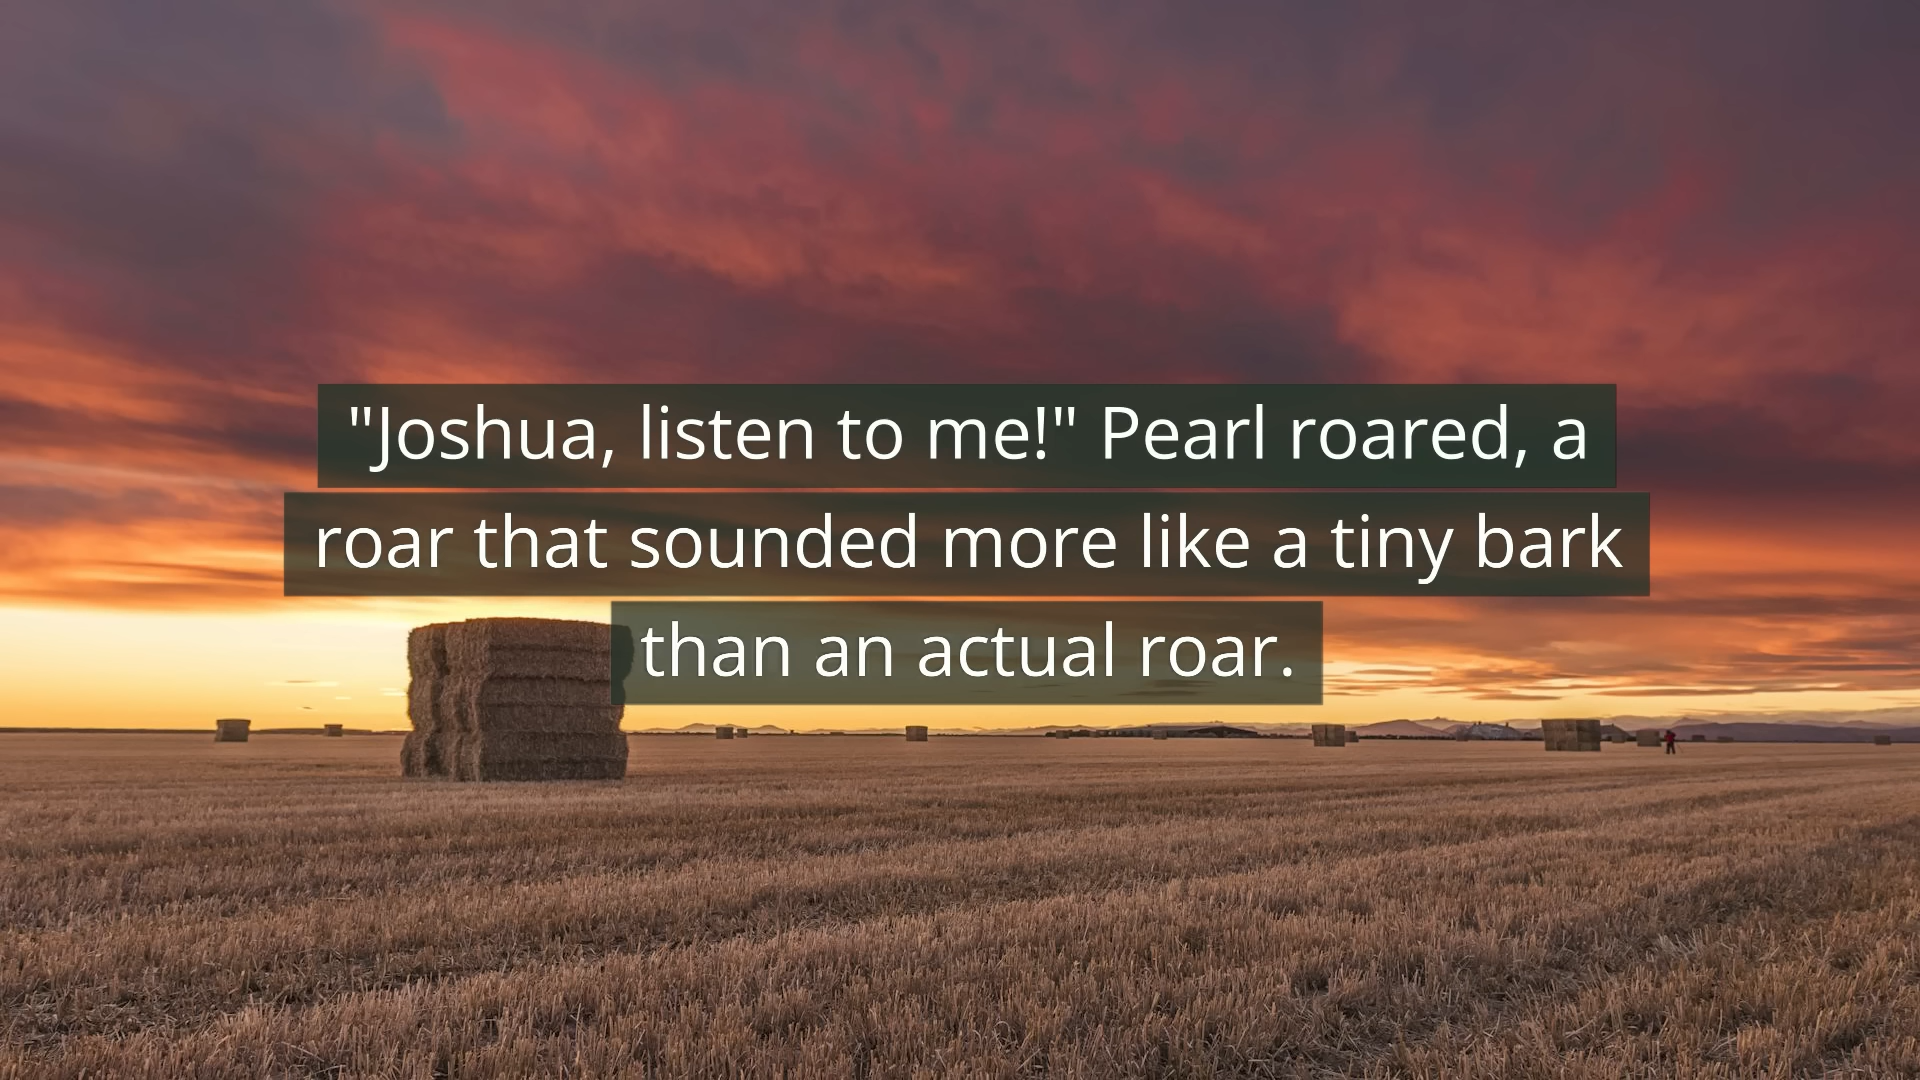 "Joshua, listen to me!" Pearl roared, a
roar that sounded more like a tiny bark
than an actual roar.